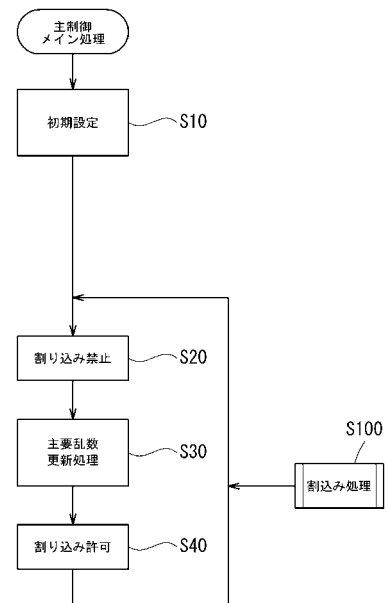 主制御
メイン処理
初期設定
S10
割り込み禁止
S20
主要乱数
更新処理
S30
S100
割込み処理
割り込み許可
S40